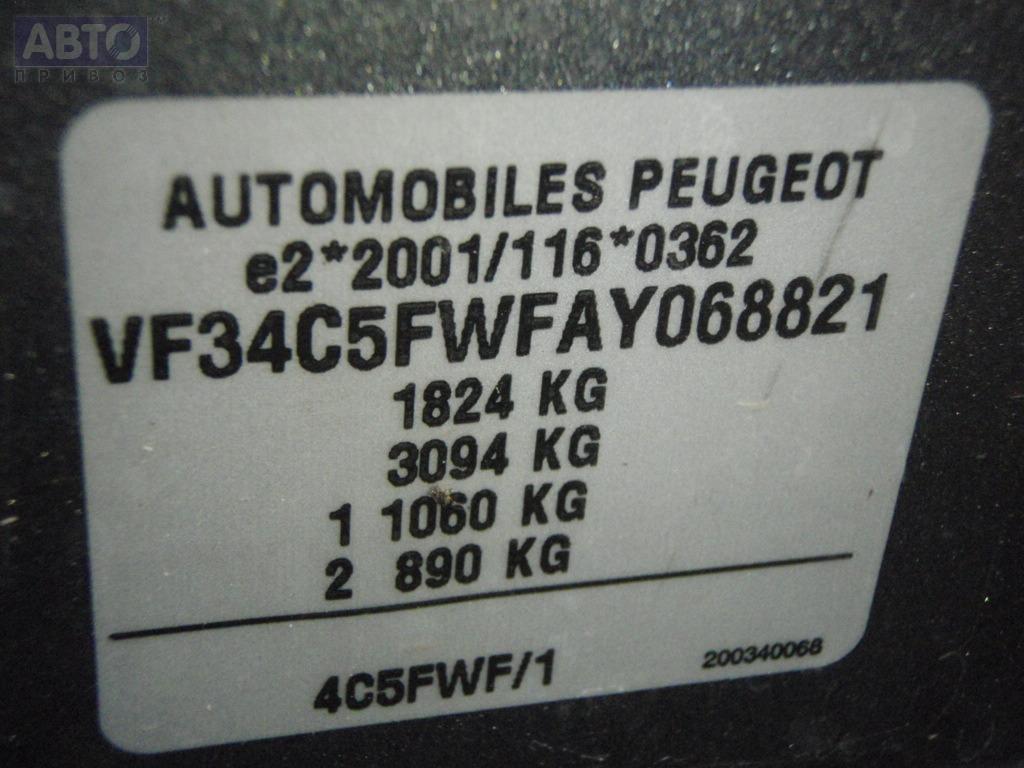 АВТО
ПРИВОЗ
AUTOMOBILES PEUGEOT
e2*2001/116*0362
VF34C5FWFAY068821
1824 KG
3094 KG
1 1060 KG
2 890 KG
4C5FWF/1
200340068